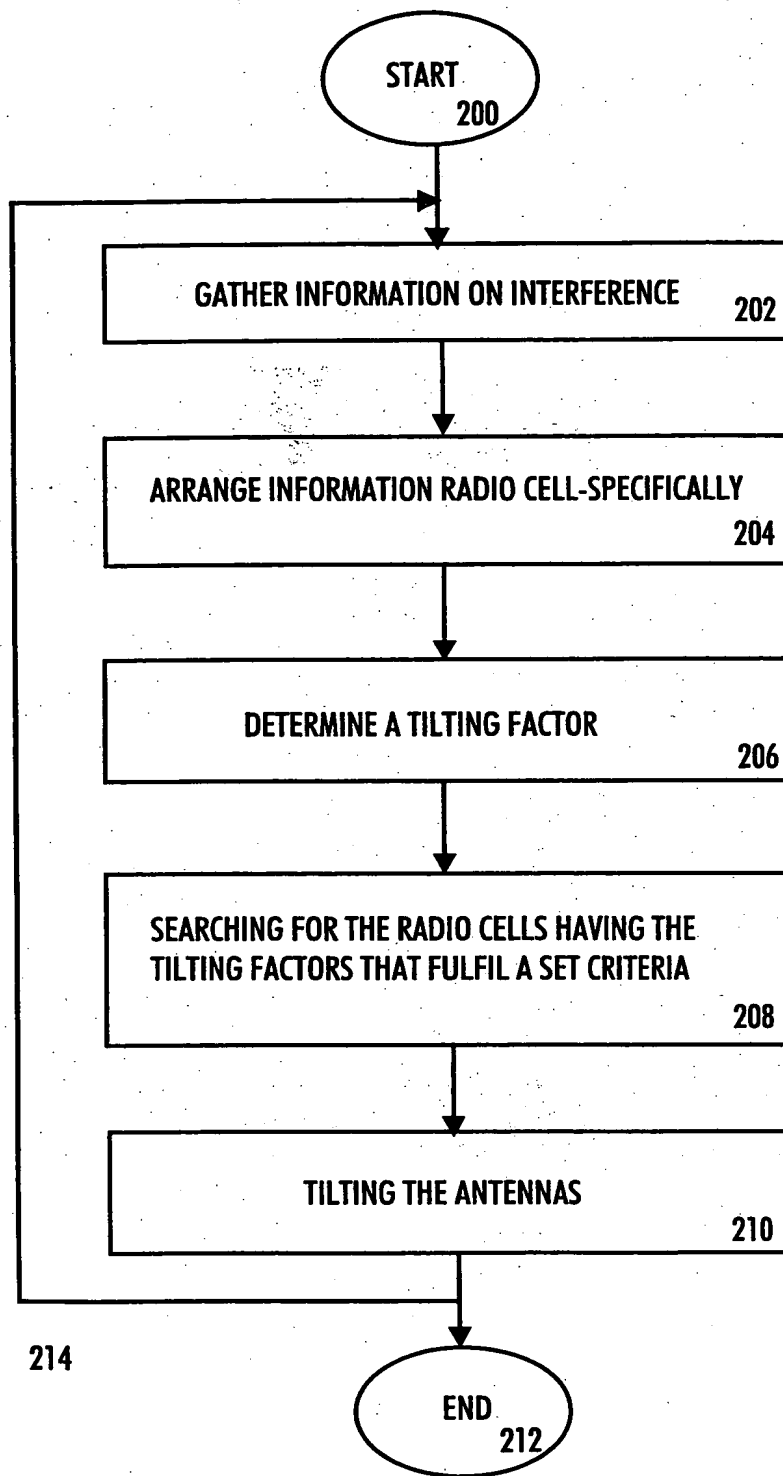 START
200
GATHER INFORMATION ON INTERFERENCE
202
ARRANGE INFORMATION RADIO CELL-SPECIFICALLY
204
DETERMINE A TILTING FACTOR
206
SEARCHING FOR THE RADIO CELLS HAVING THE
TILTING FACTORS THAT FULFIL A SET CRITERIA
208
TILTING THE ANTENNAS
210
214
END
212